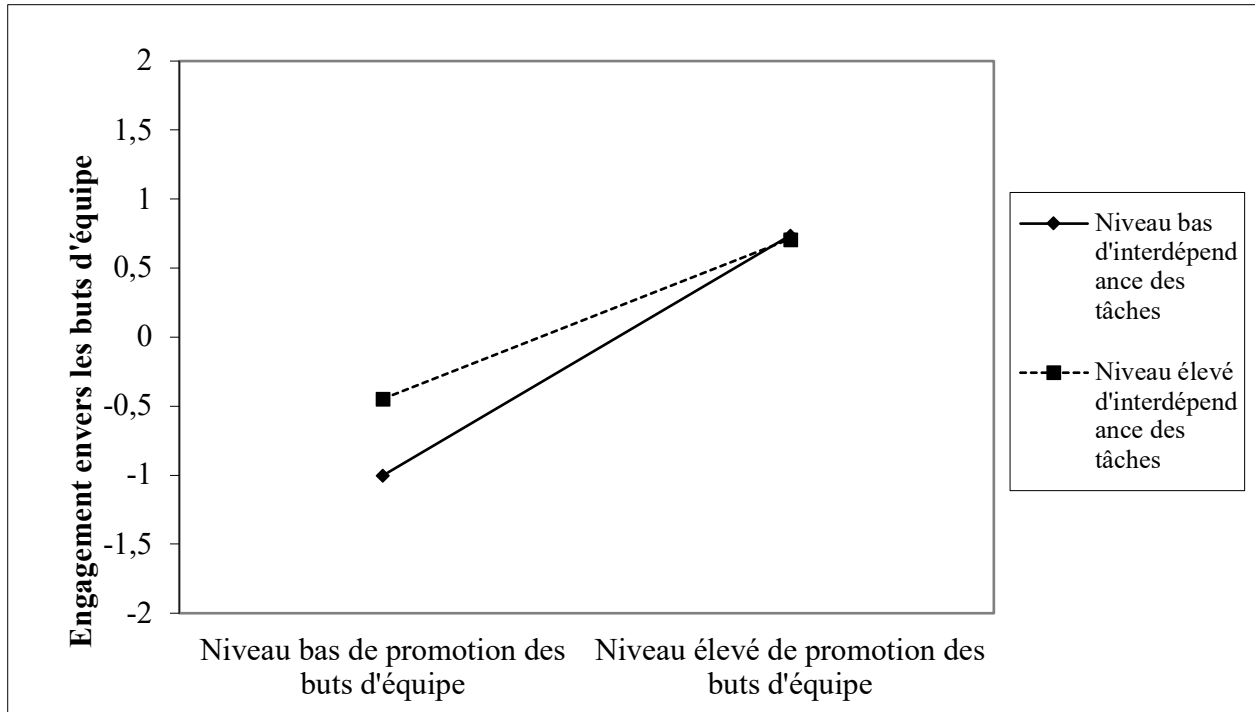 Engagement envers les buts d'équipe
2
1,5
1
0,5
0
-0,5
-1
-1,5
-2
Niveau bas de promotion des
buts d'équipe
Niveau élevé de promotion des
buts d'équipe
Niveau bas
d'interdépend
ance des
tâches
Niveau élevé
d'interdépend
ance des
tâches